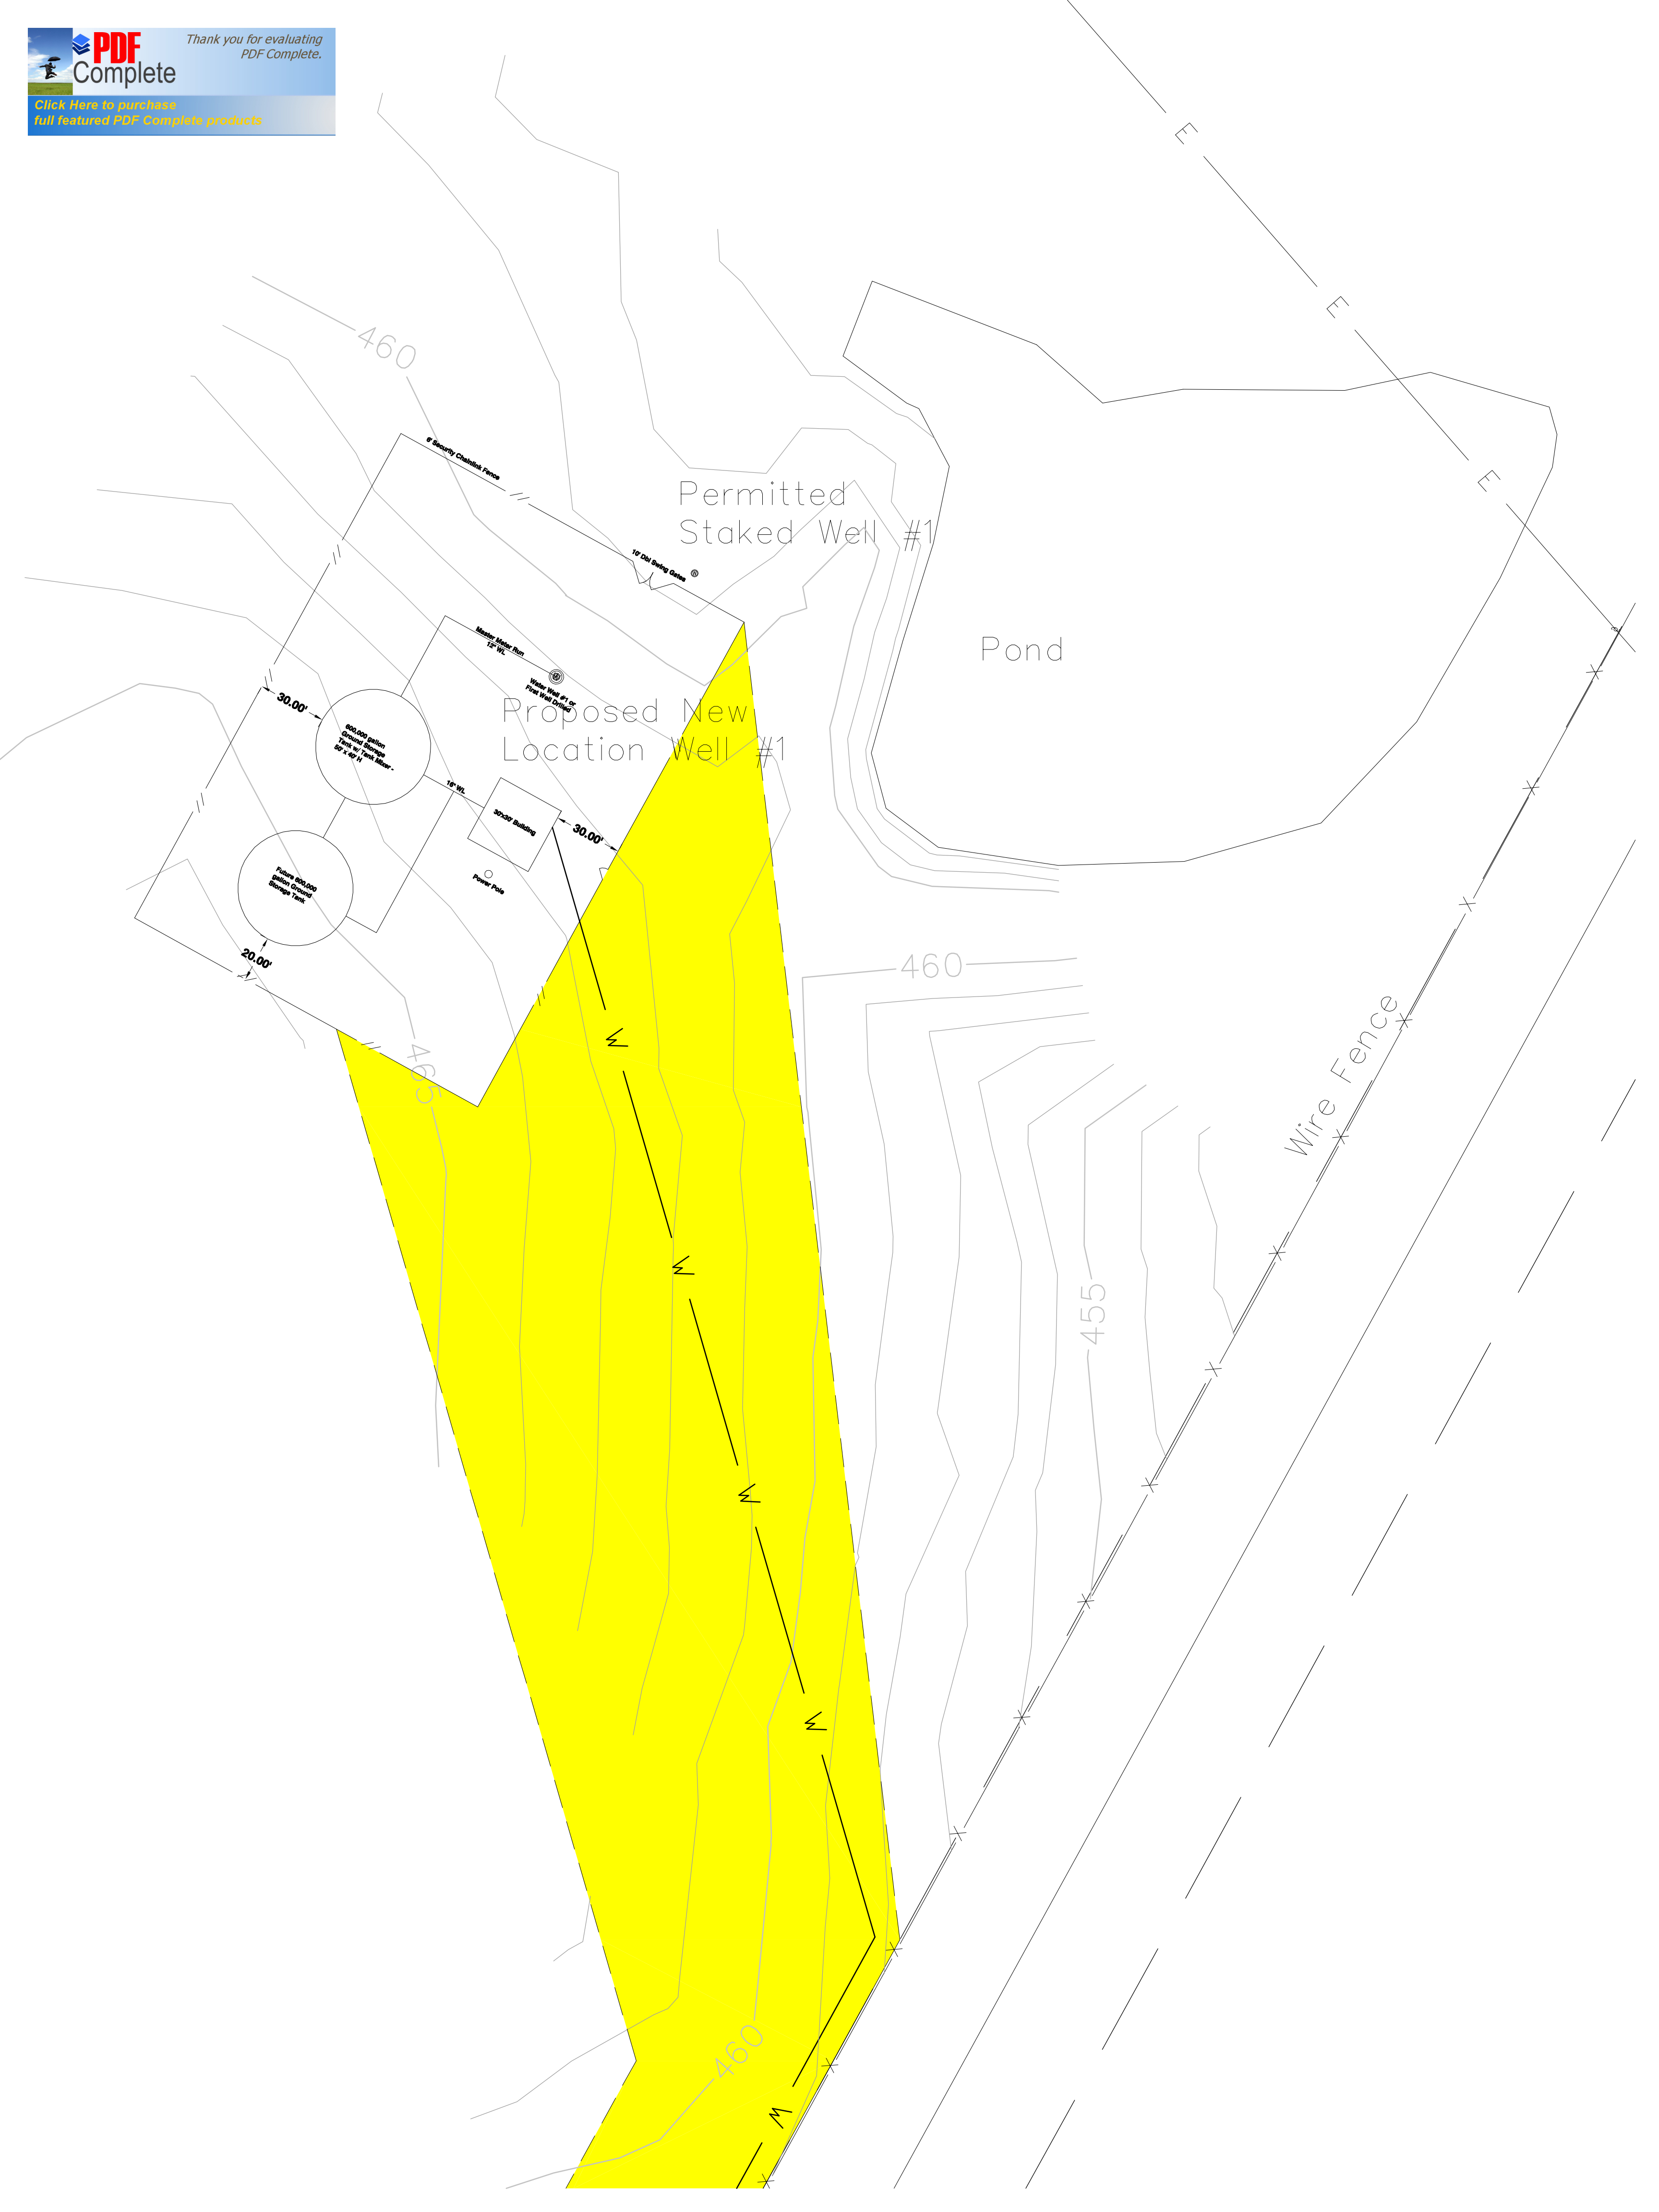 PDF
Complete
Thank you for evaluating
PDF Complete.
Click Here to purchase
full featured PDF Complete products
E
E
E
460
Security Chainlink Fence
Permitted
Staked Well #1
10' Dbl Swing Gates
Pond
Master Meter Run
12" WL
Water Well #1 or
First Well Drilled
Proposed New
Location Well #1
30.00'
600,000 gallon
Ground Storage
Tank w/ Tank Mixer -
50' x 40' H
16" WL
30'x30' Building
30.00'
Power Pole
Future 600,000
gallon Ground
Storage Tank
20.00'
460
465
Wire Fence
W
W
455
W
W
460
W